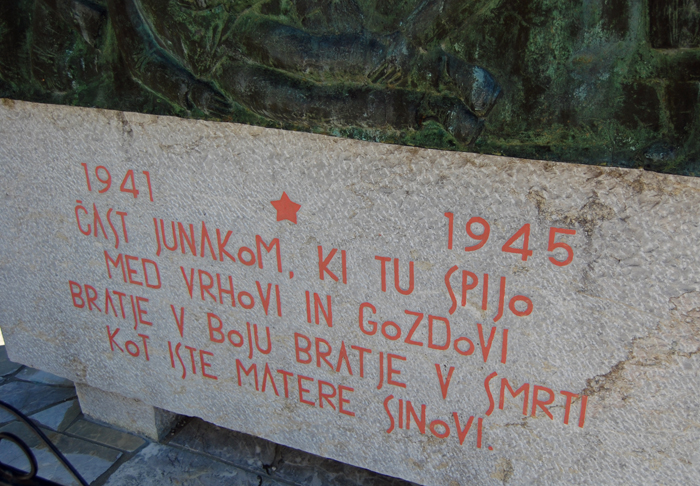 1941 ★ 1945
ČAST JUNAKOM, KI TU SPIJO
MED VRHOVI IN GOZDOVI
BRATJE V BOJU BRATJE V SMRTI
KOT ISTE MATERE SINOVI.